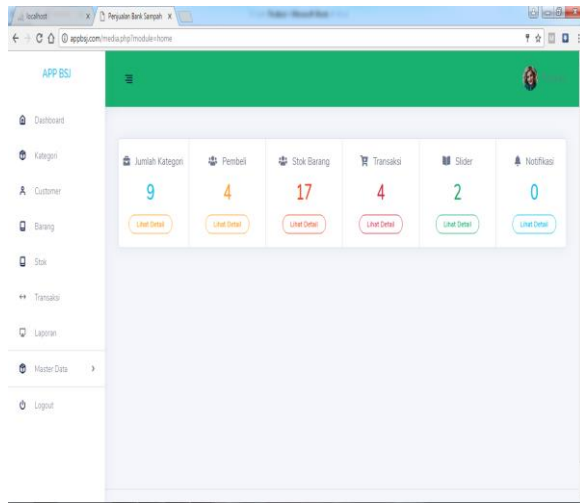 localhost
Penjualan Bank Sampah
appbsj.com/media.php?module=home
APP BSJ
Dashboard
Kategori
Customer
Barang
Stok
Transaksi
Laporan
Master Data
Logout
Jumlah Kategori
9
Lihat Detail
Pembeli
4
Lihat Detail
Stok Barang
17
Lihat Detail
Transaksi
4
Lihat Detail
Slider
2
Lihat Detail
Notifikasi
0
Lihat Detail